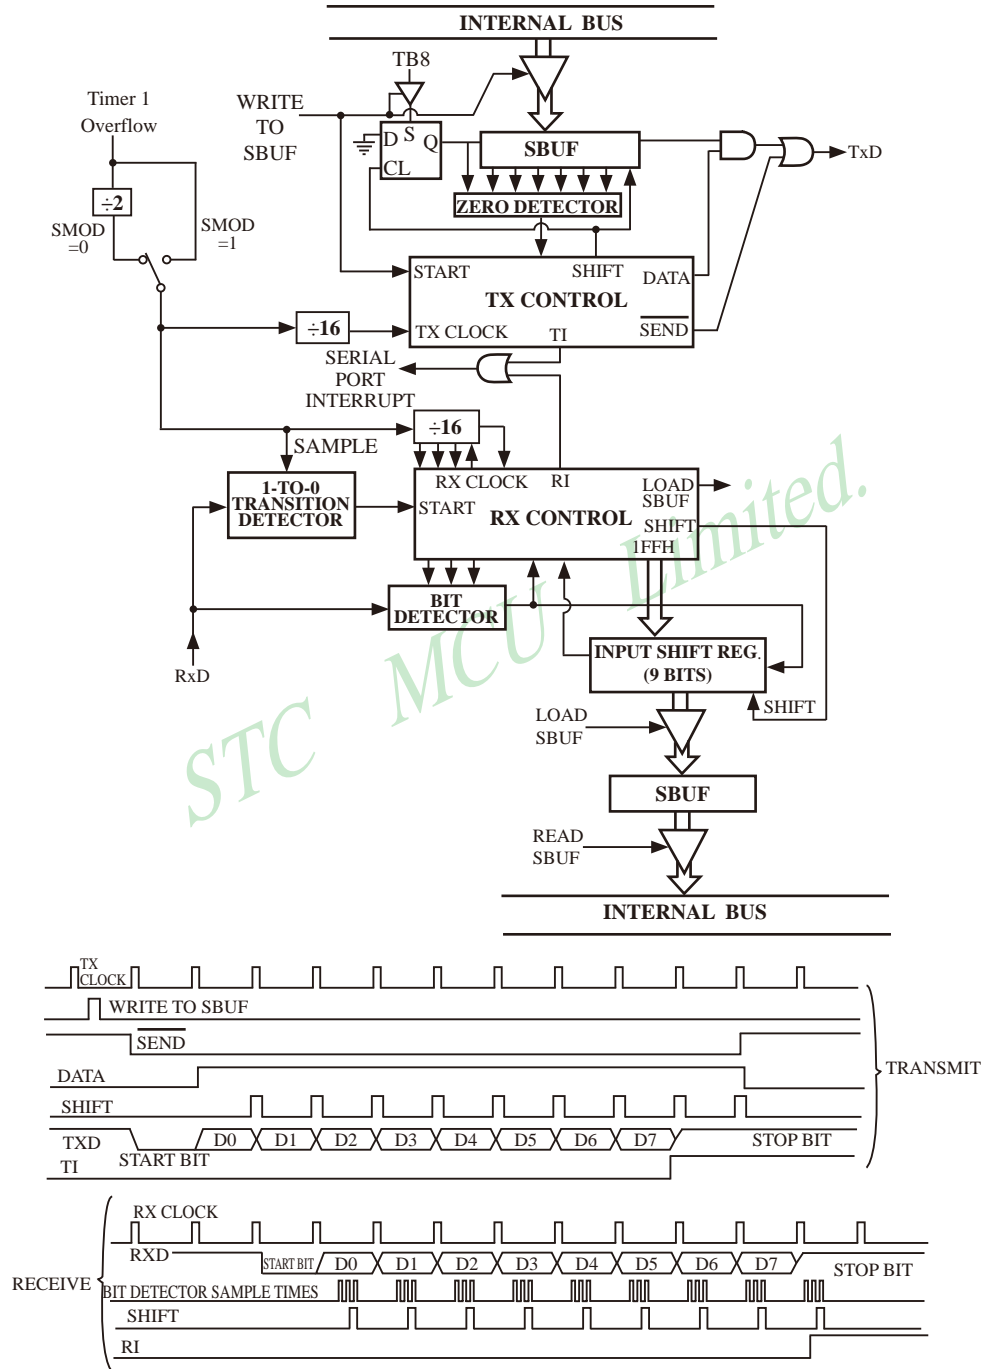 INTERNAL BUS
TB8
Timer 1
Overflow
WRITE
TO
SBUF
D S Q
CL
SBUF
TxD
÷2
ZERO DETECTOR
SMOD
=0
SMOD
=1
START
SHIFT
DATA
TX CONTROL
SEND
÷16
TX CLOCK
TI
SERIAL
PORT
INTERRUPT
÷16
SAMPLE
1-TO-0
TRANSITION
DETECTOR
RX CLOCK
RI
START
RX CONTROL
LOAD
SBUF
SHIFT
1FFH
BIT
DETECTOR
RxD
INPUT SHIFT REG.
(9 BITS)
SHIFT
LOAD
SBUF
SBUF
READ
SBUF
INTERNAL BUS
STC MCU Limited.
TX
CLOCK
WRITE TO SBUF
SEND
DATA
SHIFT
TXD
START BIT
D0 D1 D2 D3 D4 D5 D6 D7
STOP BIT
TI
TRANSMIT
RECEIVE
RX CLOCK
RXD
START BIT
D0 D1 D2 D3 D4 D5 D6 D7
STOP BIT
BIT DETECTOR SAMPLE TIMES
SHIFT
RI